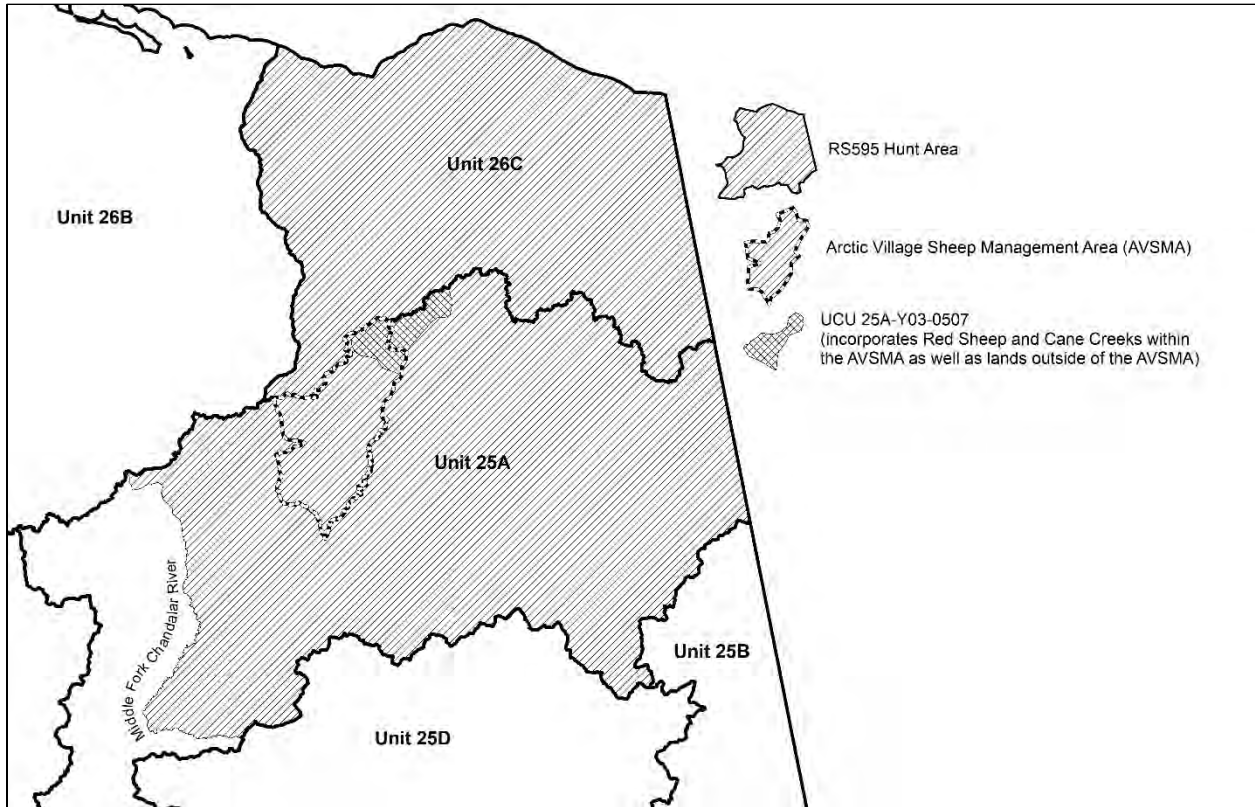 Unit 26C
RS595 Hunt Area
Unit 26B
Arctic Village Sheep Management Area (AVSMA)
UCU 25A-Y03-0507
(incorporates Red Sheep and Cane Creeks within
the AVSMA as well as lands outside of the AVSMA)
Unit 25A
Middle Fork Chandalar River
Unit 25B
Unit 25D